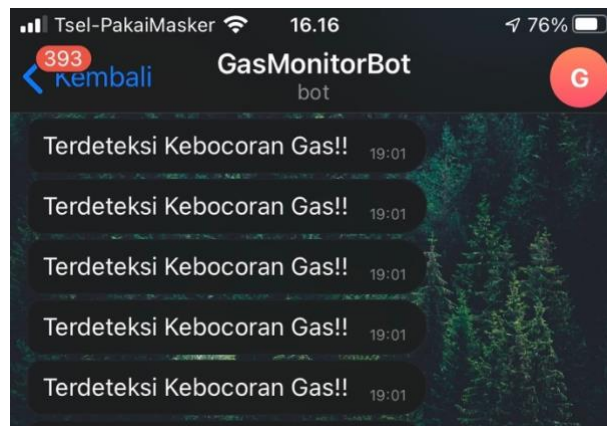 Tsel-PakaiMasker 16.16 76%
393
Kembali GasMonitorBot G
bot
Terdeteksi Kebocoran Gas!! 19:01
Terdeteksi Kebocoran Gas!! 19:01
Terdeteksi Kebocoran Gas!! 19:01
Terdeteksi Kebocoran Gas!! 19:01
Terdeteksi Kebocoran Gas!! 19:01